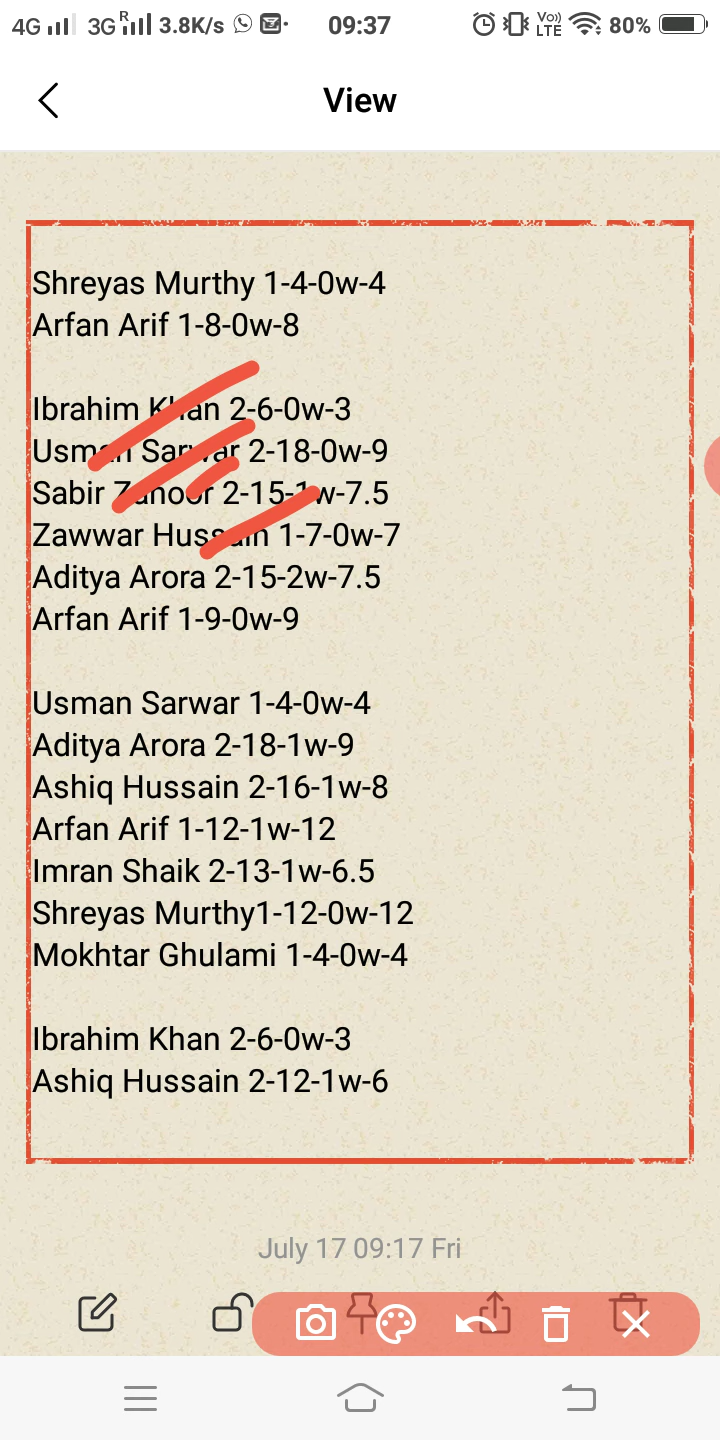 4G 3G R 3.8K/s 09:37 Vo)) LTE 80%
View
Shreyas Murthy 1-4-0w-4
Arfan Arif 1-8-0w-8
Ibrahim Khan 2-6-0w-3
Usman Sarwar 2-18-0w-9
Sabir Zahoor 2-15-1w-7.5
Zawwar Hussain 1-7-0w-7
Aditya Arora 2-15-2w-7.5
Arfan Arif 1-9-0w-9
Usman Sarwar 1-4-0w-4
Aditya Arora 2-18-1w-9
Ashiq Hussain 2-16-1w-8
Arfan Arif 1-12-1w-12
Imran Shaik 2-13-1w-6.5
Shreyas Murthy1-12-0w-12
Mokhtar Ghulami 1-4-0w-4
Ibrahim Khan 2-6-0w-3
Ashiq Hussain 2-12-1w-6
July 17 09:17 Fri